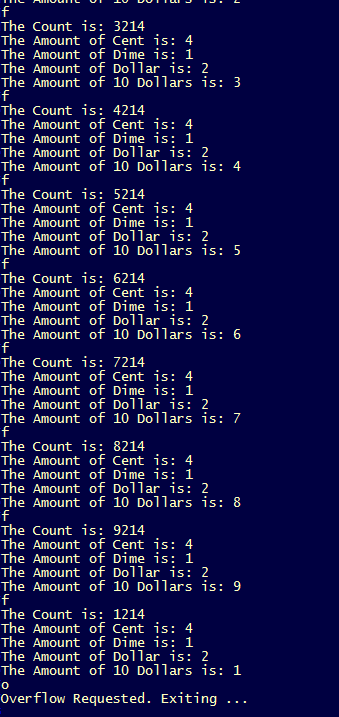 The Amount of 10 Dollars is: 2
f
The Count is: 3214
The Amount of Cent is: 4
The Amount of Dime is: 1
The Amount of Dollar is: 2
The Amount of 10 Dollars is: 3
f
The Count is: 4214
The Amount of Cent is: 4
The Amount of Dime is: 1
The Amount of Dollar is: 2
The Amount of 10 Dollars is: 4
f
The Count is: 5214
The Amount of Cent is: 4
The Amount of Dime is: 1
The Amount of Dollar is: 2
The Amount of 10 Dollars is: 5
f
The Count is: 6214
The Amount of Cent is: 4
The Amount of Dime is: 1
The Amount of Dollar is: 2
The Amount of 10 Dollars is: 6
f
The Count is: 7214
The Amount of Cent is: 4
The Amount of Dime is: 1
The Amount of Dollar is: 2
The Amount of 10 Dollars is: 7
f
The Count is: 8214
The Amount of Cent is: 4
The Amount of Dime is: 1
The Amount of Dollar is: 2
The Amount of 10 Dollars is: 8
f
The Count is: 9214
The Amount of Cent is: 4
The Amount of Dime is: 1
The Amount of Dollar is: 2
The Amount of 10 Dollars is: 9
f
The Count is: 1214
The Amount of Cent is: 4
The Amount of Dime is: 1
The Amount of Dollar is: 2
The Amount of 10 Dollars is: 1
o
Overflow Requested. Exiting ...